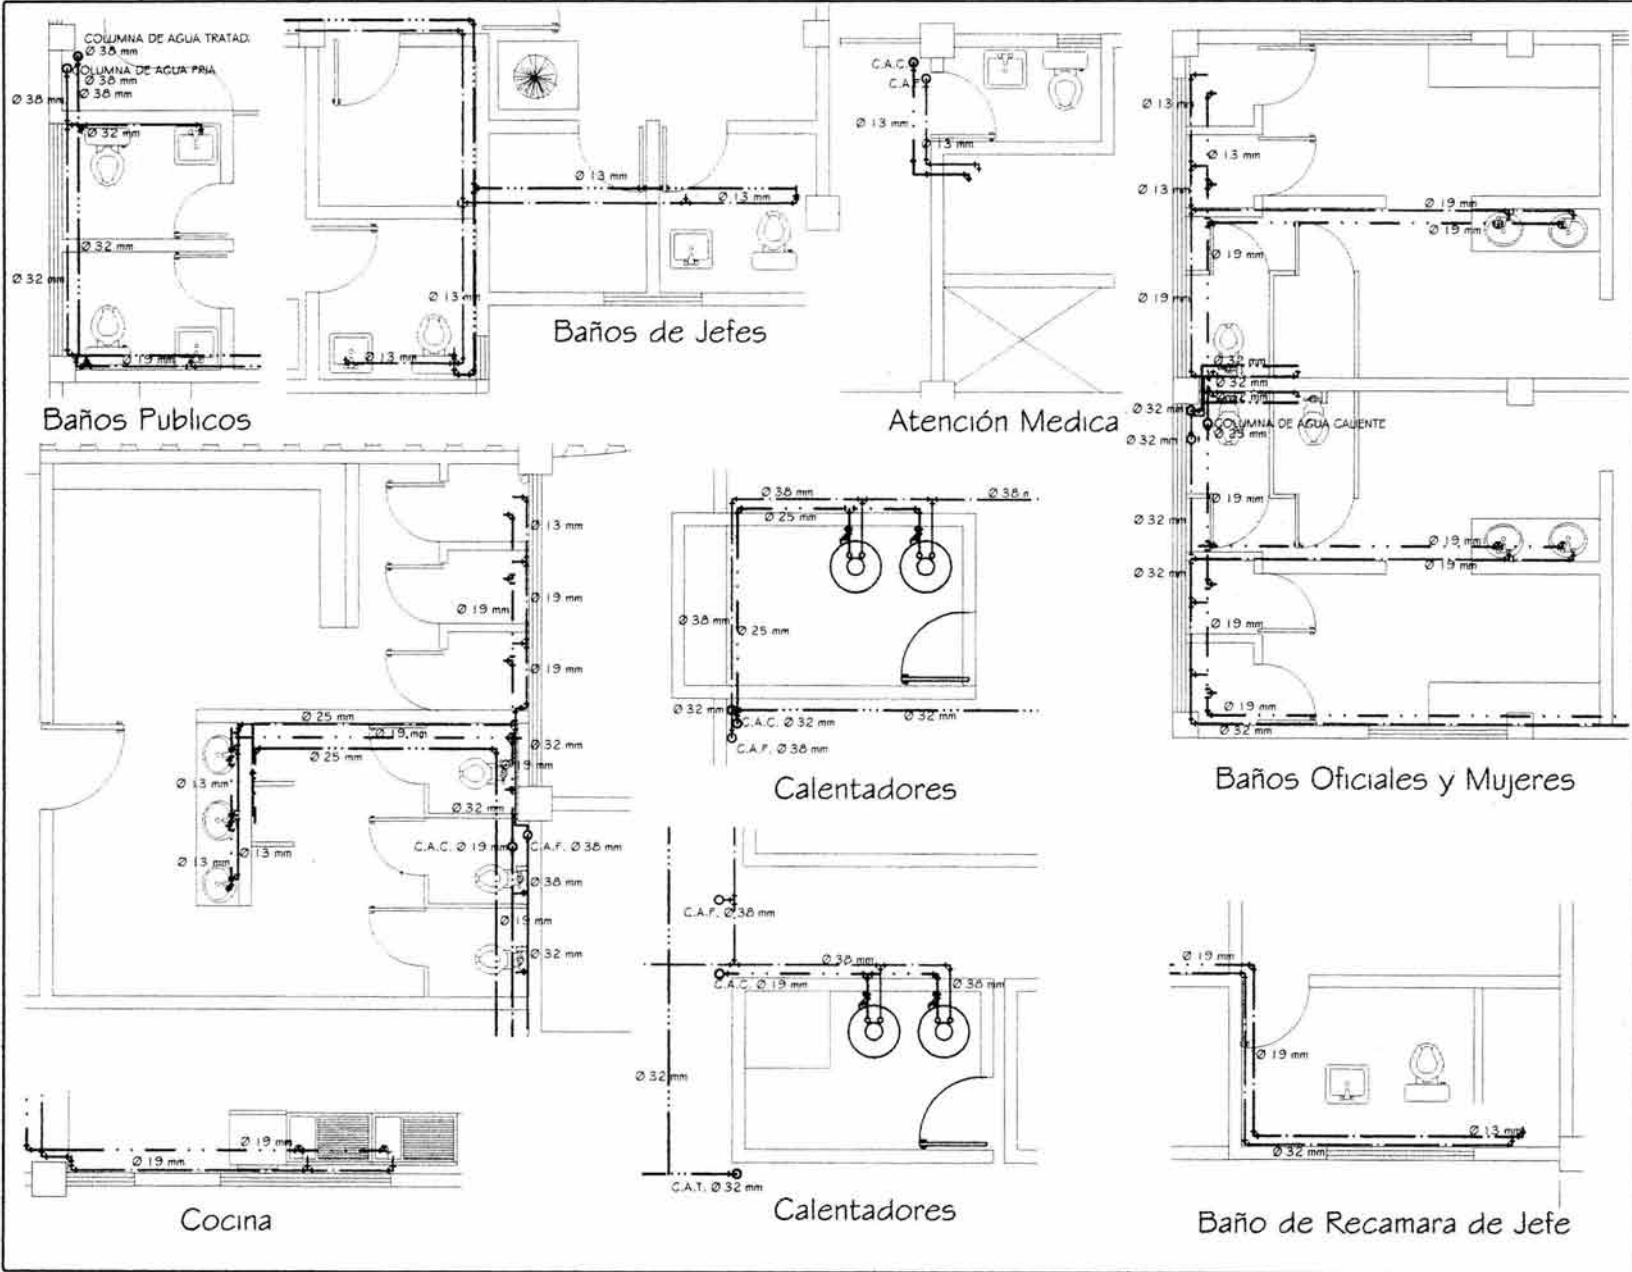 COLUMNA DE AGUA TRATAD
Ø 38 mm
COLUMNA DE AGUA FRIA
Ø 38 mm
Ø 38 mm
Ø 38 mm
Ø 32 mm
Ø 32 mm
Ø 32 mm
Ø 19 mm
Baños Publicos
Ø 13 mm
Ø 13 mm
Ø 13 mm
Ø 13 mm
Baños de Jefes
C.A.C.
C.A.F.
Ø 13 mm
Ø 13 mm
Atención Medica
Ø 13 mm
Ø 13 mm
Ø 13 mm
Ø 19 mm
Ø 19 mm
Ø 19 mm
Ø 19 mm
Ø 32 mm
Ø 32 mm
Ø 32 mm
Ø 32 mm
COLUMNA DE AGUA CALIENTE
Ø 25 mm
Ø 32 mm
Ø 19 mm
Ø 32 mm
Ø 19 mm
Ø 19 mm
Ø 32 mm
Ø 19 mm
Ø 19 mm
Ø 32 mm
Baños Oficiales y Mujeres
Ø 13 mm
Ø 19 mm
Ø 19 mm
Ø 19 mm
Ø 25 mm
Ø 19 mm
Ø 25 mm
Ø 32 mm
Ø 19 mm
Ø 13 mm
Ø 32 mm
C.A.C. Ø 19 mm
C.A.F. Ø 38 mm
Ø 13 mm
Ø 13 mm
Ø 38 mm
Ø 19 mm
Ø 32 mm
Ø 38 mm
Ø 38 m
Ø 25 mm
Ø 38 mm
Ø 25 mm
Ø 32 mm
Ø 32 mm
C.A.C. Ø 32 mm
C.A.F. Ø 38 mm
Calentadores
C.A.F. Ø 38 mm
Ø 38 mm
C.A.C. Ø 19 mm
Ø 38 mm
Ø 32 mm
C.A.T. Ø 32 mm
Calentadores
Ø 19 mm
Ø 19 mm
Ø 13 mm
Ø 32 mm
Baño de Recamara de Jefe
Ø 19 mm
Ø 19 mm
Cocina